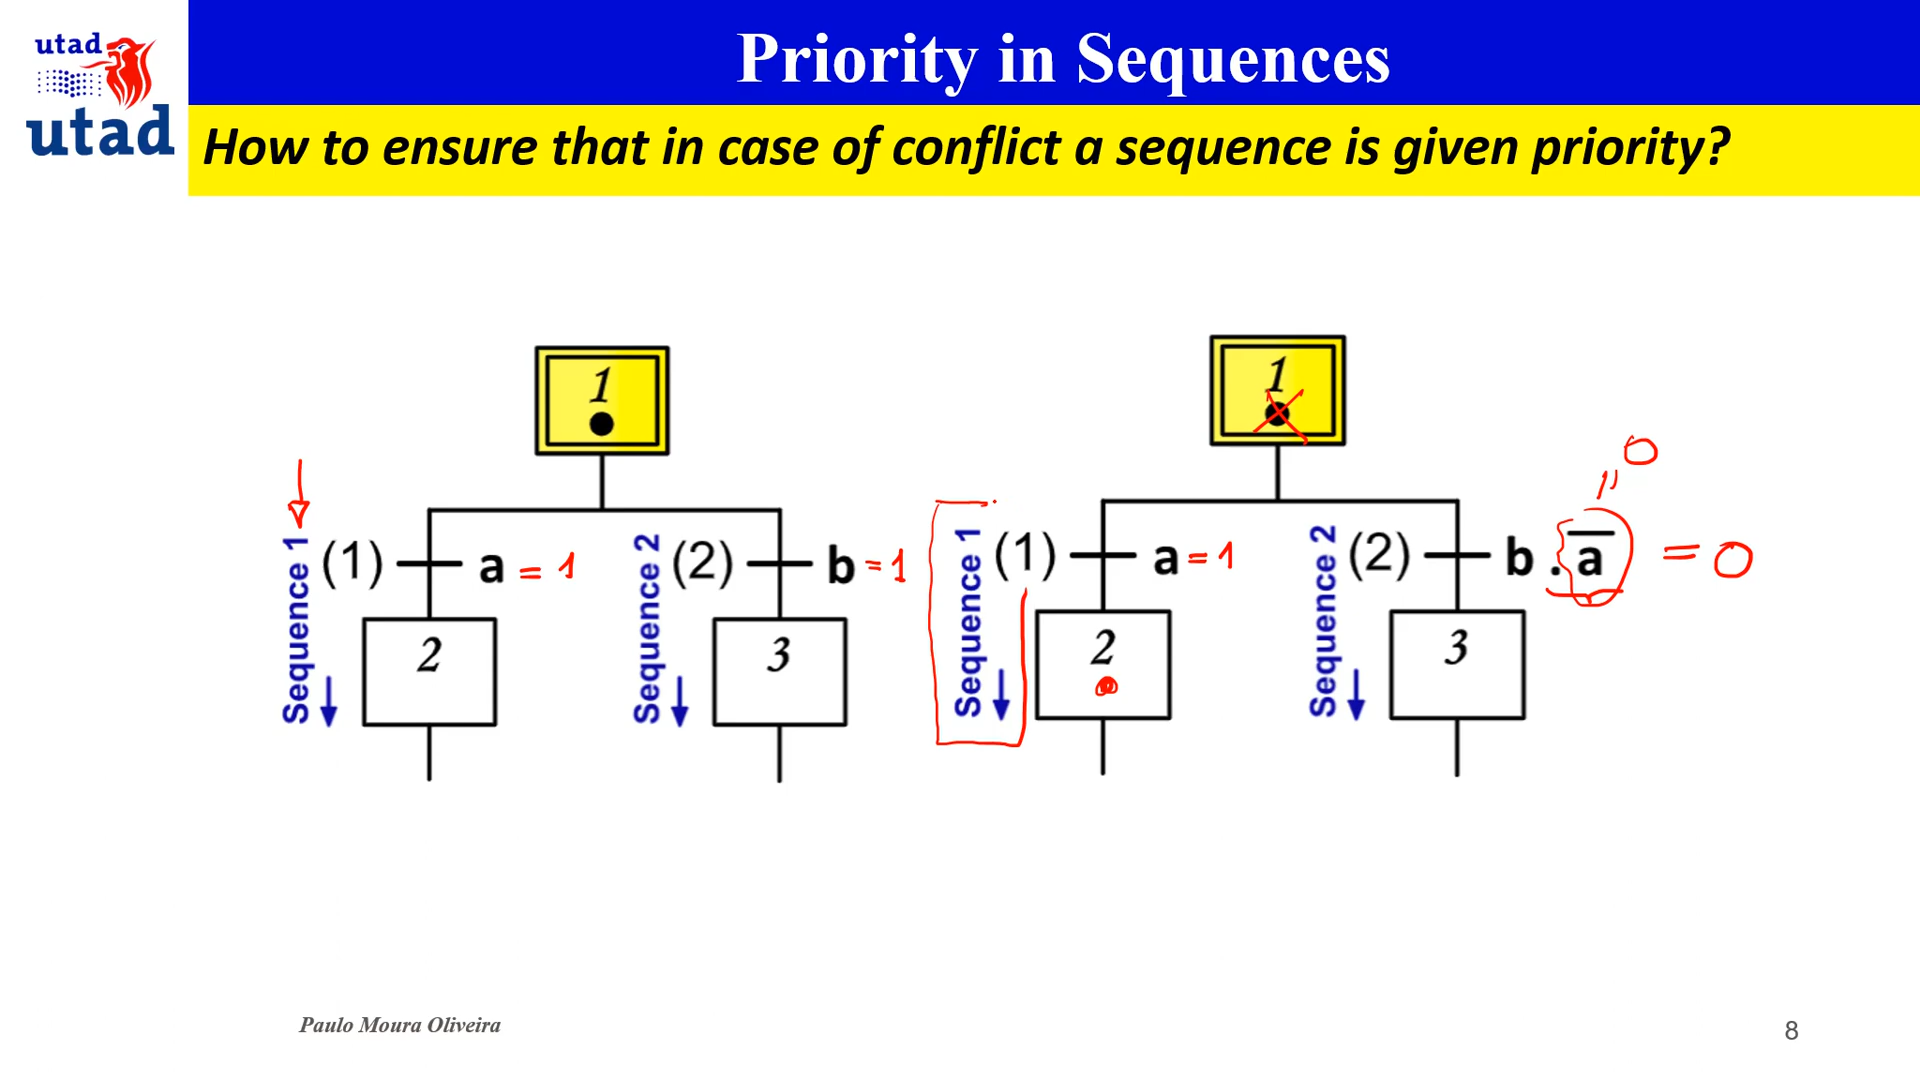 utad
utad
Priority in Sequences
How to ensure that in case of conflict a sequence is given priority?
1
Sequence 1
(1)
a = 1
2
Sequence 2
(2)
b = 1
3
1
Sequence 1
(1)
a = 1
2
Sequence 2
(2)
b . a̅ = 0
= 0
3
Paulo Moura Oliveira
8